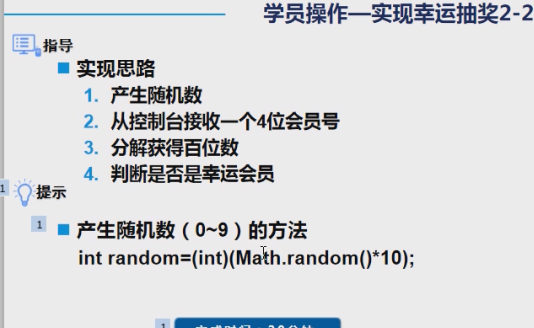 学员操作—实现幸运抽奖2-2
指导
实现思路
1. 产生随机数
2. 从控制台接收一个4位会员号
3. 分解获得百位数
4. 判断是否是幸运会员
1
提示
1
产生随机数（0~9）的方法
int random=(int)(Math.random()*10);
1